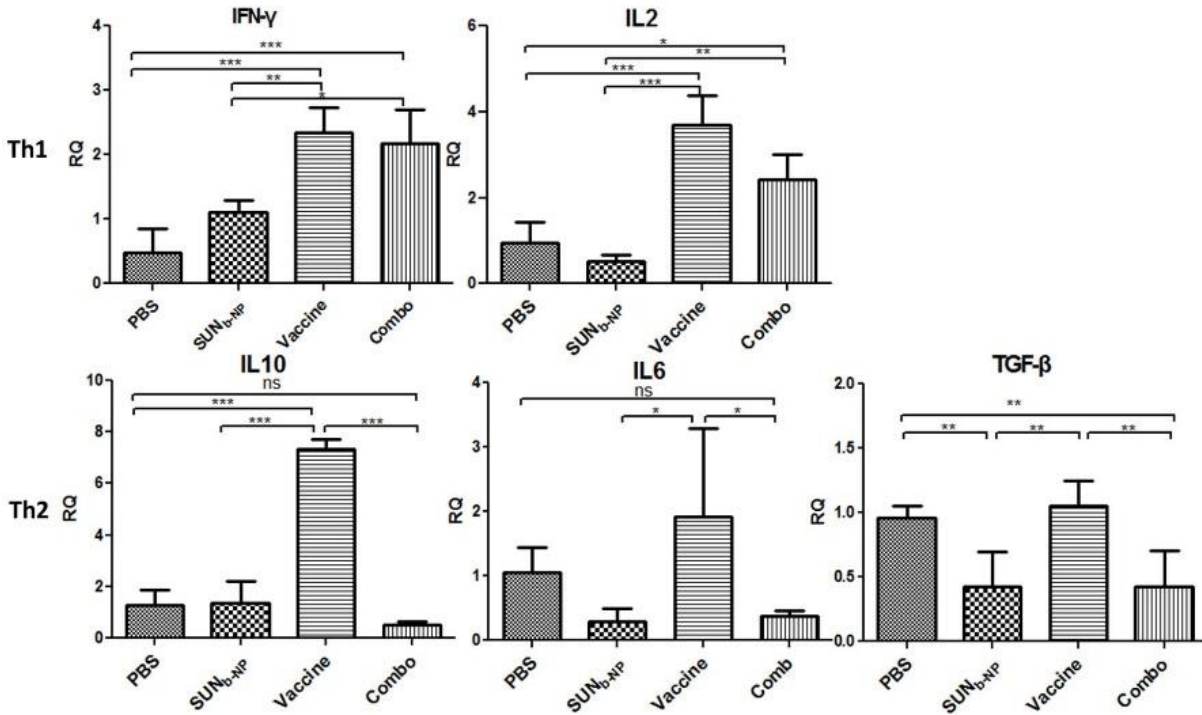 IFN-γ
4
3
2
1
0
RQ
***
***
**
*
PBS
SUNb-NP
Vaccine
Combo
Th1
IL2
6
4
2
0
RQ
*
**
***
***
PBS
SUNb-NP
Vaccine
Combo
IL10
10
8
6
4
2
0
RQ
ns
***
***
***
PBS
SUNb-NP
Vaccine
Combo
Th2
IL6
4
3
2
1
0
RQ
ns
*
*
PBS
SUNb-NP
Vaccine
Comb
TGF-β
2.0
1.5
1.0
0.5
0.0
RQ
**
**
**
**
PBS
SUNb-NP
Vaccine
Combo